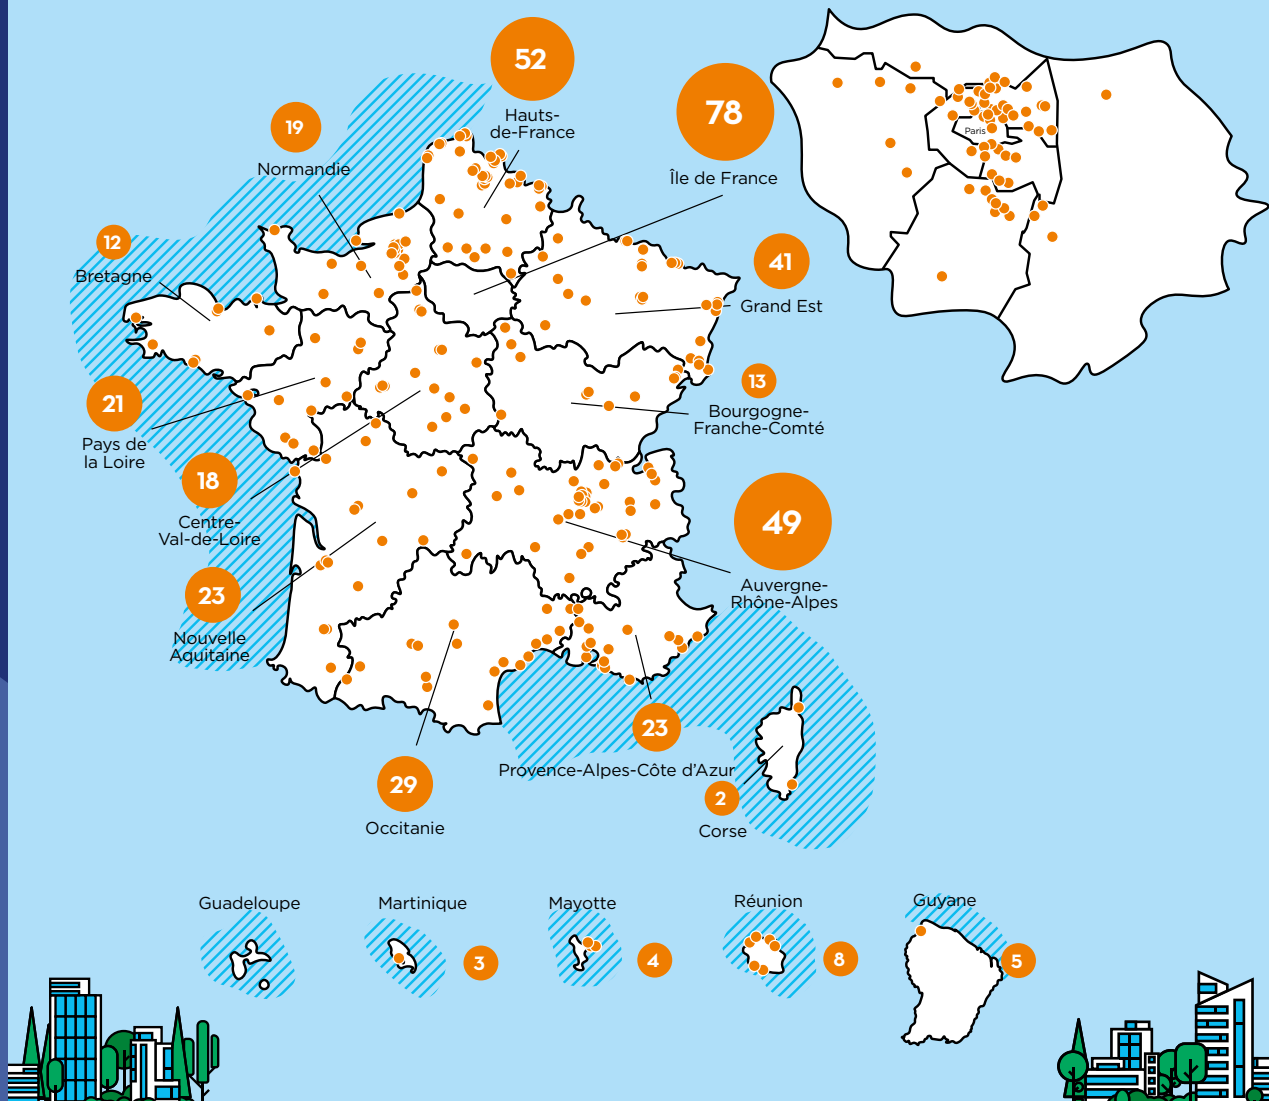 52
Hauts-
de-France
78
Île de France
Paris
19
Normandie
12
Bretagne
41
Grand Est
13
Bourgogne-
Franche-Comté
21
Pays de
la Loire
18
Centre-
Val-de-Loire
49
Auvergne-
Rhône-Alpes
23
Nouvelle
Aquitaine
23
Provence-Alpes-Côte d’Azur
29
Occitanie
2
Corse
Guadeloupe
Martinique
3
Mayotte
4
Réunion
8
Guyane
5